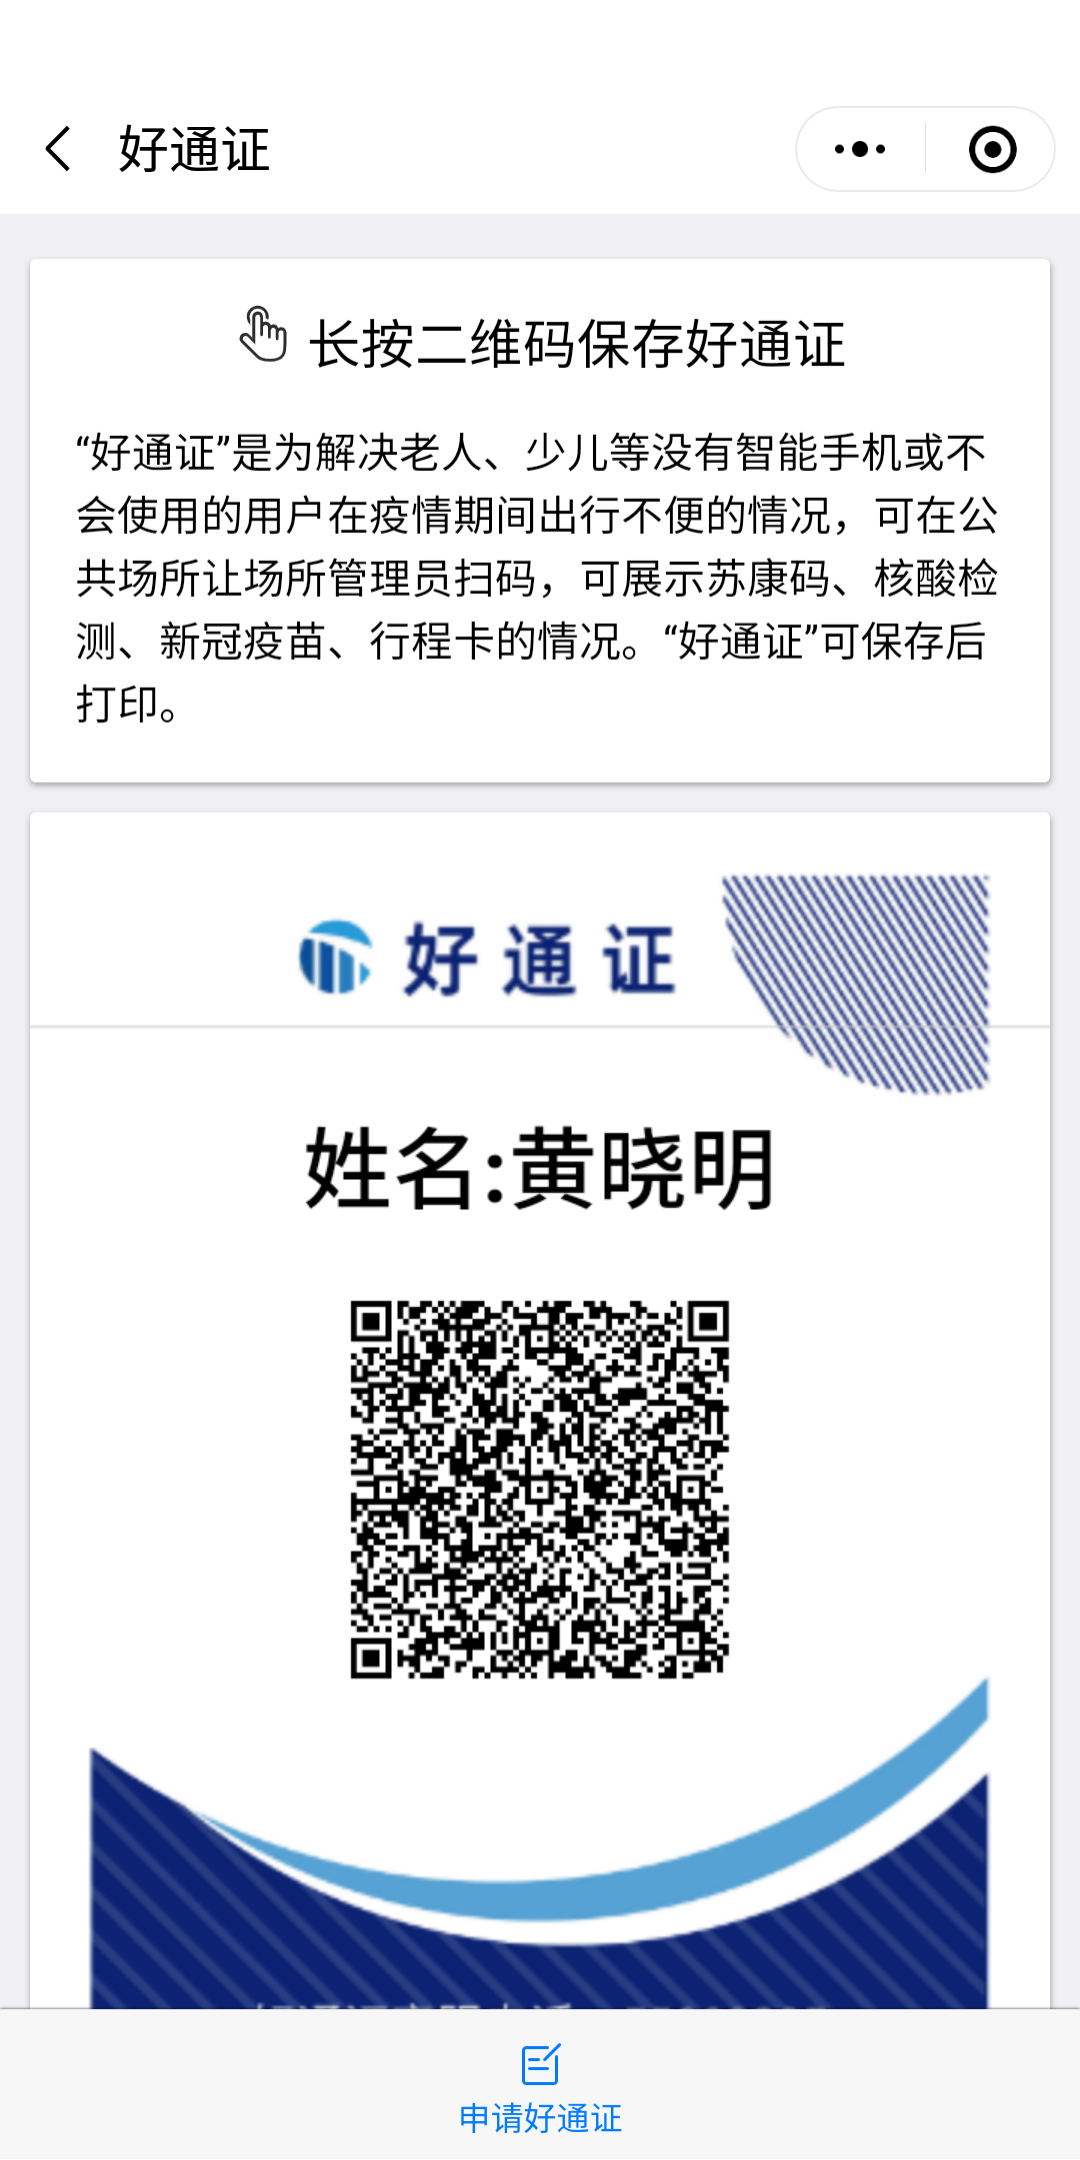 好通证
长按二维码保存好通证
“好通证”是为解决老人、少儿等没有智能手机或不
会使用的用户在疫情期间出行不便的情况，可在公
共场所让场所管理员扫码，可展示苏康码、核酸检
测、新冠疫苗、行程卡的情况。“好通证”可保存后
打印。
好通证
姓名:黄晓明
申请好通证